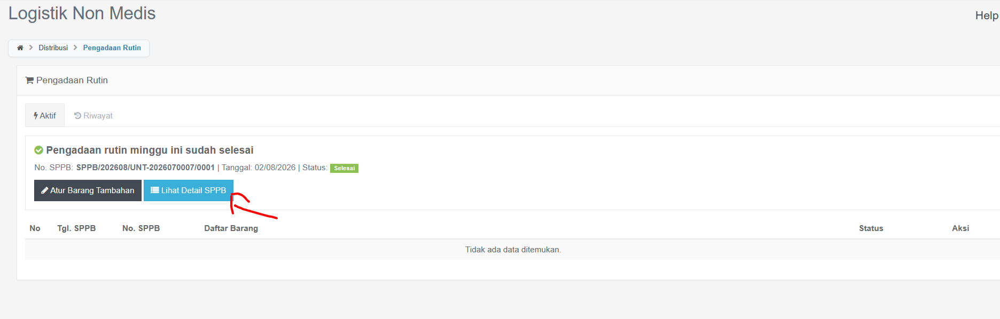 Logistik Non Medis
Help
Distribusi Pengadaan Rutin
Pengadaan Rutin
Aktif Riwayat
Pengadaan rutin minggu ini sudah selesai
No. SPPB: SPPB/202608/UNT-2026070007/0001 | Tanggal: 02/08/2026 | Status: Selesai
Atur Barang Tambahan Lihat Detail SPPB
No Tgl. SPPB No. SPPB Daftar Barang Status Aksi
Tidak ada data ditemukan.